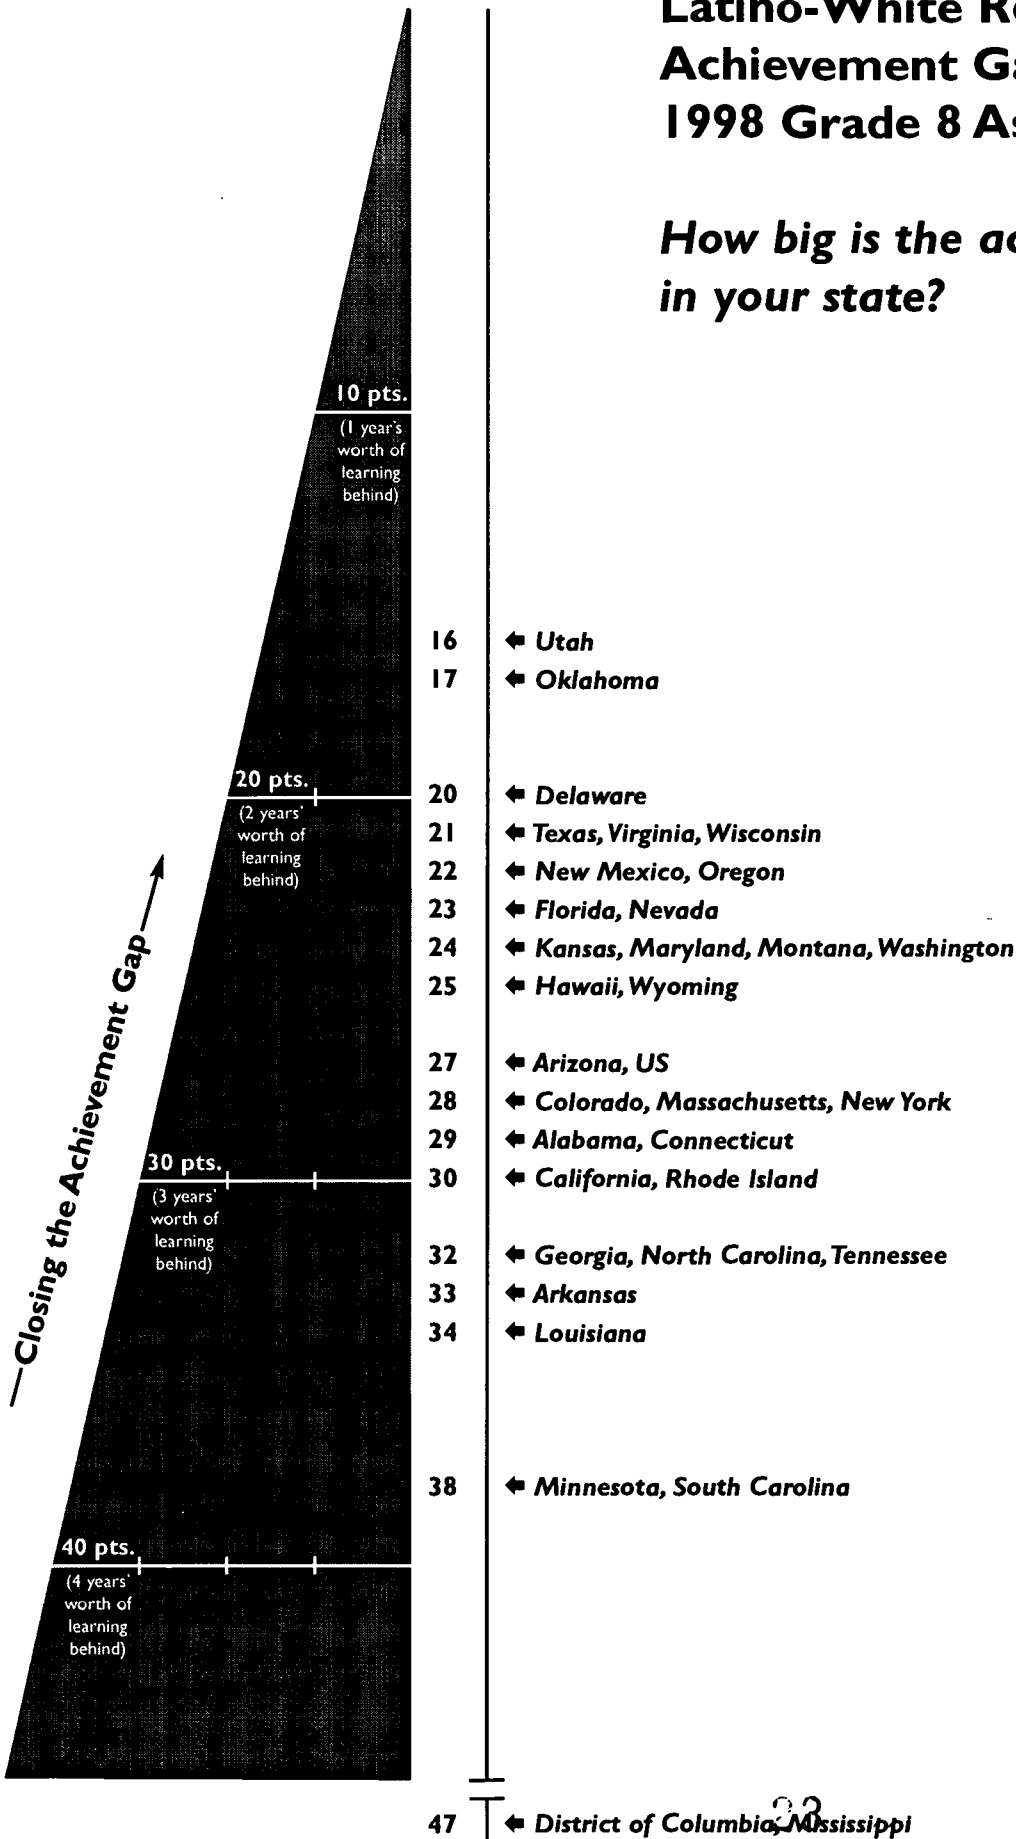 Latino-White
Achievement
1998 Grade 8
How big is the
in your state?
10 pts.
(1 year's
worth of
learning
behind)
16 Utah
17 Oklahoma
20 pts.
(2 years'
worth of
learning
behind)
20 Delaware
21 Texas, Virginia, Wisconsin
22 New Mexico, Oregon
23 Florida, Nevada
24 Kansas, Maryland, Montana, Washington
25 Hawaii, Wyoming
27 Arizona, US
28 Colorado, Massachusetts, New York
29 Alabama, Connecticut
30 pts.
(3 years'
worth of
learning
behind)
30 California, Rhode Island
32 Georgia, North Carolina, Tennessee
33 Arkansas
34 Louisiana
Closing the Achievement Gap
38 Minnesota, South Carolina
40 pts.
(4 years'
worth of
learning
behind)
47 District of Columbia, Mississippi
23